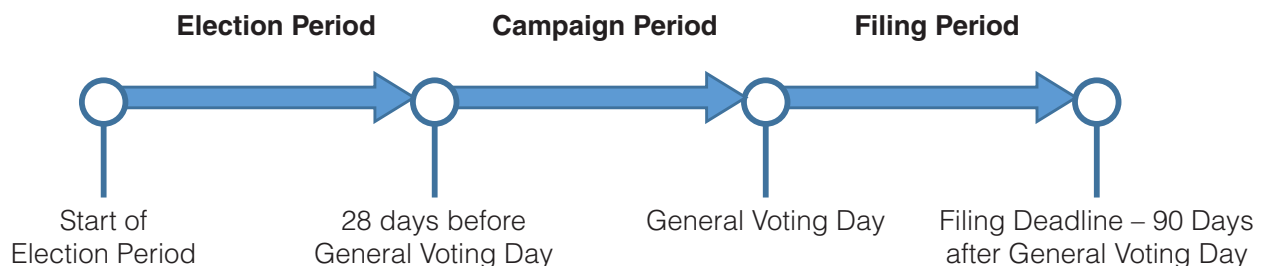 Election Period
Campaign Period
Filing Period
Start of
Election Period
28 days before
General Voting Day
General Voting Day
Filing Deadline – 90 Days
after General Voting Day